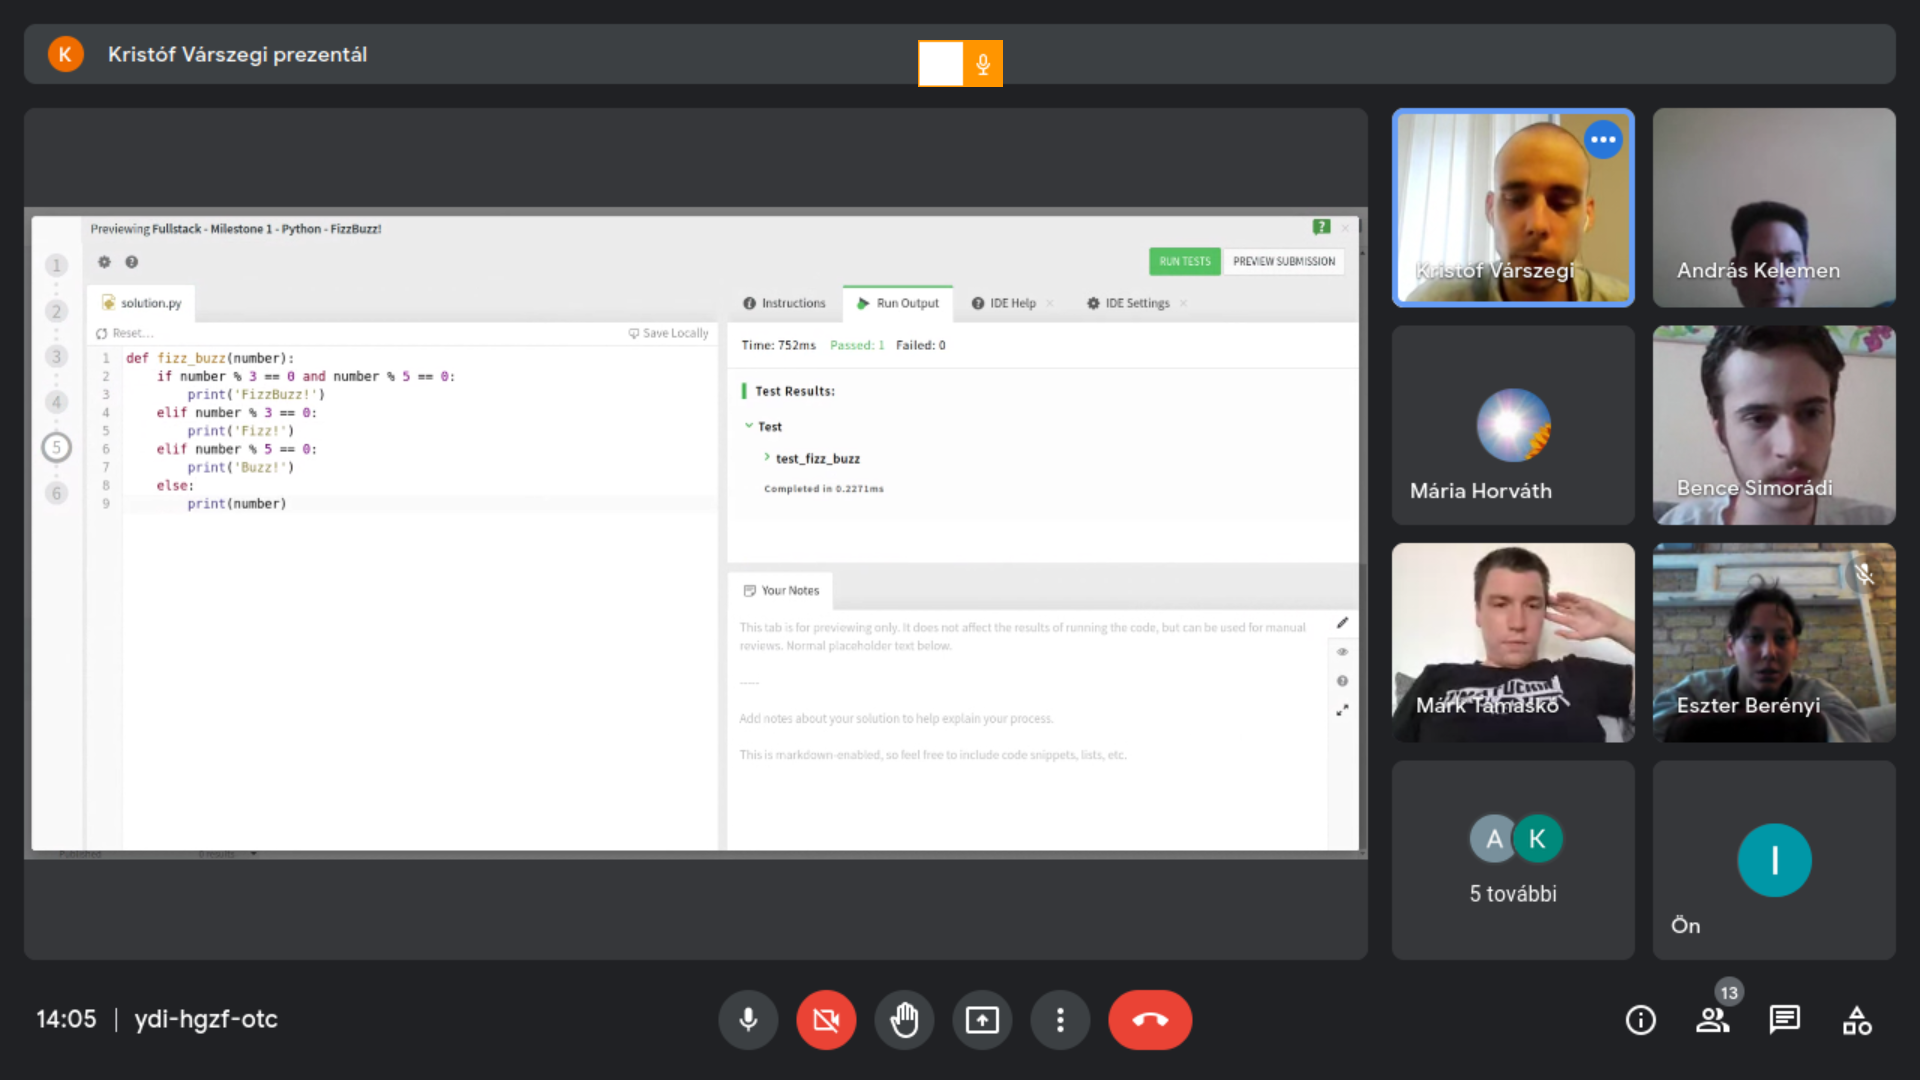 K Kristóf Várszegi prezentál
Previewing Fullstack - Milestone 1 - Python - FizzBuzz!
RUN TESTS PREVIEW SUBMISSION
solution.py
Reset... Save Locally
1 def fizz_buzz(number):
2 if number % 3 == 0 and number % 5 == 0:
3 print('FizzBuzz!')
4 elif number % 3 == 0:
5 print('Fizz!')
6 elif number % 5 == 0:
7 print('Buzz!')
8 else:
9 print(number)
1
2
3
4
5
6
Instructions Run Output IDE Help IDE Settings
Time: 752ms Passed: 1 Failed: 0
Test Results:
Test
test_fizz_buzz
Completed in 0.2271ms
Your Notes
This tab is for previewing only. It does not affect the results of running the code, but can be used for manual
reviews. Normal placeholder text below.
-----
Add notes about your solution to help explain your process.
This is markdown-enabled, so feel free to include code snippets, lists, etc.
Published 0 results
Kristóf Várszegi
András Kelemen
Mária Horváth
Bence Simorádi
Márk Tamaskó
Eszter Berényi
A K
5 további
I
Ön
14:05 | ydi-hgzf-otc
13